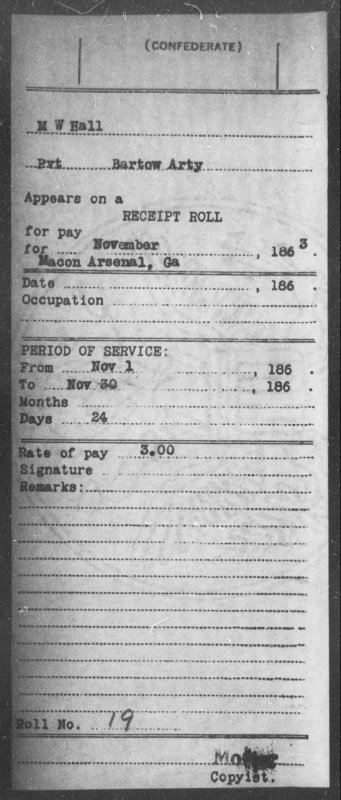 (CONFEDERATE)
M W Hall
Pvt Bartow Arty
Appears on a
RECEIPT ROLL
for pay
for November, 1863.
Macon Arsenal, Ga
Date , 186 .
Occupation
PERIOD OF SERVICE:
From Nov 1, 186 .
To Nov 30, 186 .
Months
Days 24
Rate of pay 3.00
Signature
Remarks:
Roll No. 19
Copyist.